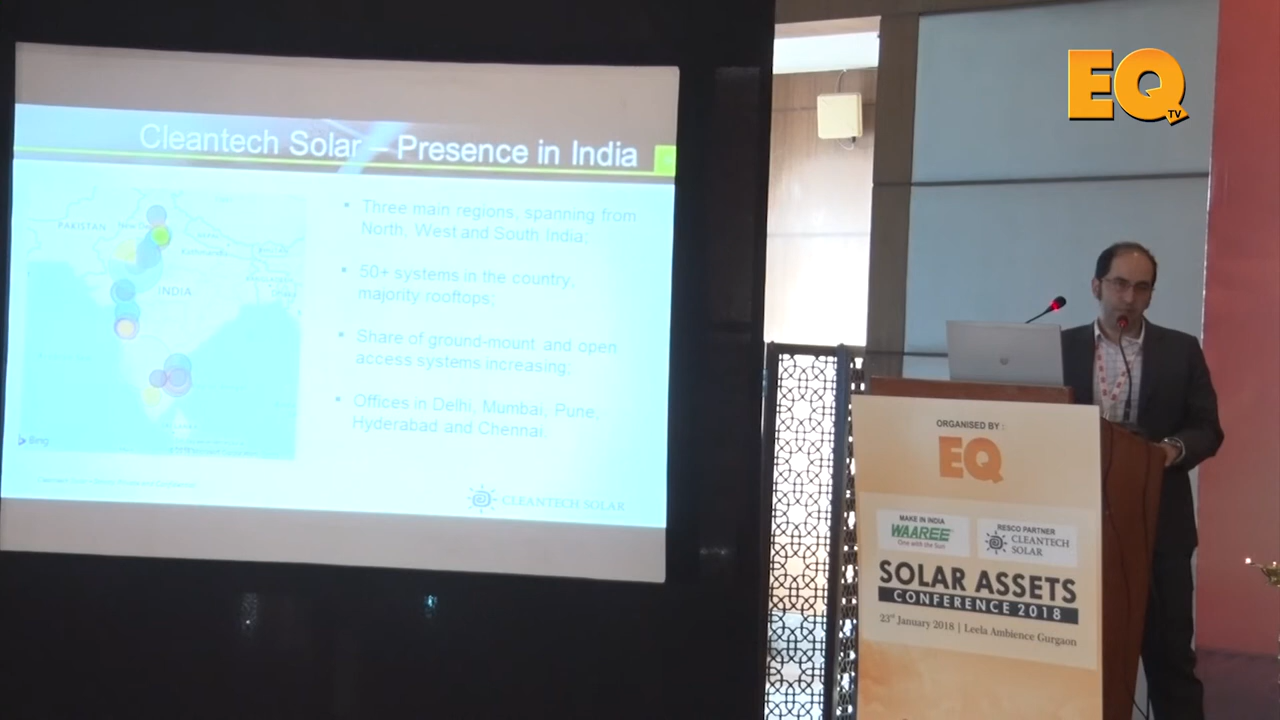 Cleantech Solar – Presence in India
PAKISTAN
INDIA
Bing
▪ Three main regions, spanning from
North, West and South India;
▪ 50+ systems in the country,
majority rooftops;
▪ Share of ground-mount and open
access systems increasing;
▪ Offices in Delhi, Mumbai, Pune,
Hyderabad and Chennai.
CLEANTECH SOLAR
EQ
TV
ORGANISED BY :
EQ
MAKE IN INDIA
WAAREE
One with the Sun
RESCO PARTNER
CLEANTECH
SOLAR
SOLAR ASSETS
CONFERENCE 2018
23rd January 2018 | Leela Ambience Gurgaon